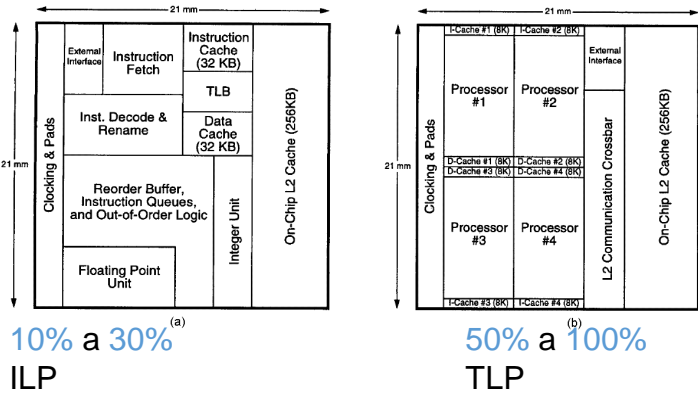 21 mm
21 mm
Clocking & Pads
External
Interface
Instruction
Fetch
Instruction
Cache
(32 KB)
TLB
Inst. Decode &
Rename
Data
Cache
(32 KB)
Reorder Buffer,
Instruction Queues,
and Out-of-Order Logic
Floating Point
Unit
Integer Unit
On-Chip L2 Cache (256KB)
(a)
10% a 30%
ILP
21 mm
21 mm
Clocking & Pads
I-Cache #1 (8K)
I-Cache #2 (8K)
Processor
#1
Processor
#2
External
Interface
D-Cache #1 (8K)
D-Cache #2 (8K)
D-Cache #3 (8K)
D-Cache #4 (8K)
Processor
#3
Processor
#4
I-Cache #3 (8K)
I-Cache #4 (8K)
L2 Communication Crossbar
On-Chip L2 Cache (256KB)
(b)
50% a 100%
TLP